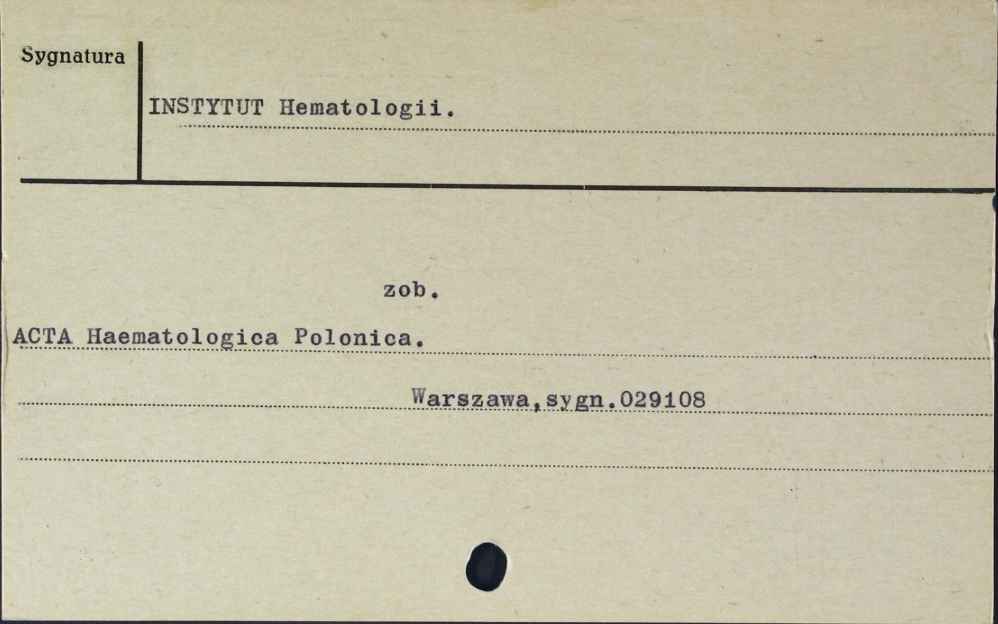 Sygnatura
INSTYTUT Hematologii.
zob.
ACTA Haematologica Polonica.
Warszawa,sygn.029108